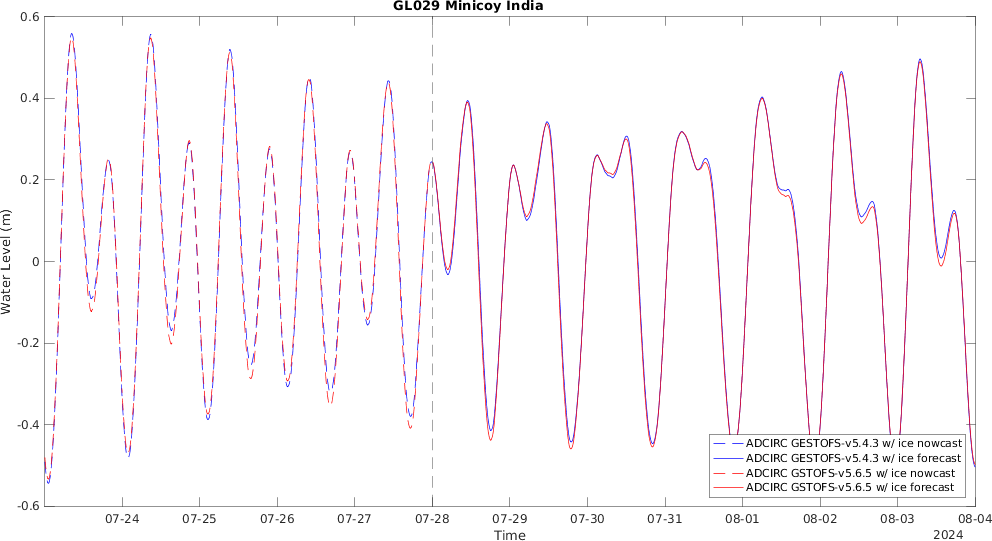 GL029 Minicoy India
0.6
0.4
0.2
0
-0.2
-0.4
-0.6
Water Level (m)
07-24 07-25 07-26 07-27 07-28 07-29 07-30 07-31 08-01 08-02 08-03 08-04
Time
2024
ADCIRC GESTOFS-v5.4.3 w/ ice nowcast
ADCIRC GESTOFS-v5.4.3 w/ ice forecast
ADCIRC GSTOFS-v5.6.5 w/ ice nowcast
ADCIRC GSTOFS-v5.6.5 w/ ice forecast